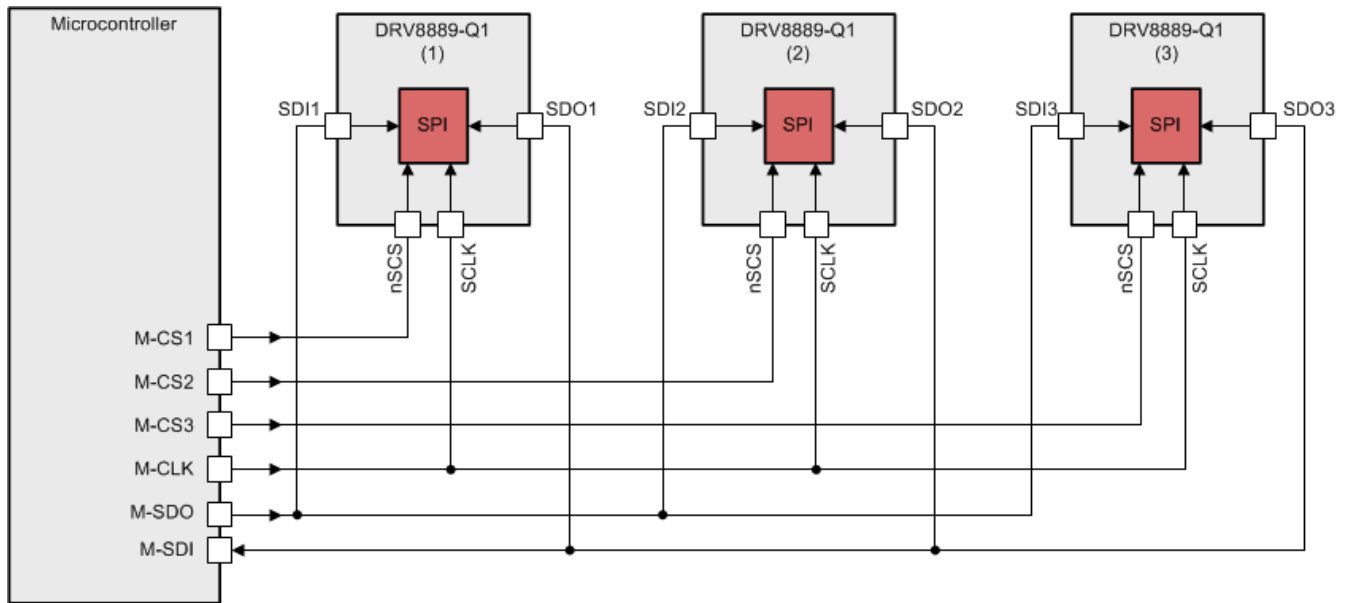 Microcontroller
DRV8889-Q1
(1)
DRV8889-Q1
(2)
DRV8889-Q1
(3)
SDI1
SPI
SDO1
SDI2
SPI
SDO2
SDI3
SPI
SDO3
nSCS
SCLK
nSCS
SCLK
nSCS
SCLK
M-CS1
M-CS2
M-CS3
M-CLK
M-SDO
M-SDI